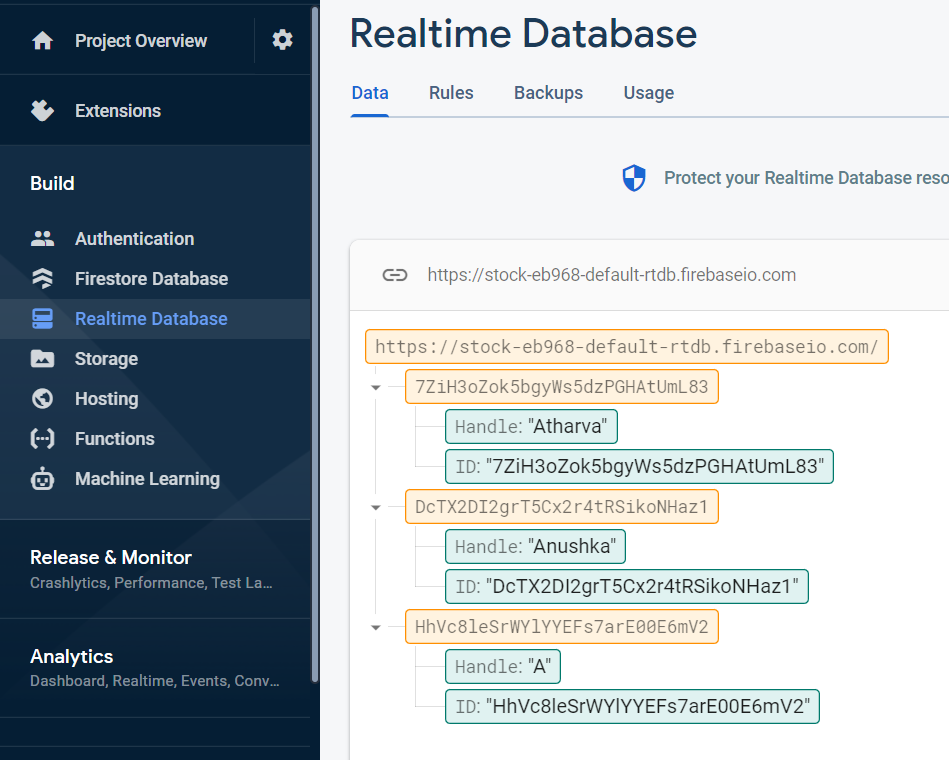 Project Overview
Extensions
Build
Authentication
Firestore Database
Realtime Database
Storage
Hosting
Functions
Machine Learning
Release & Monitor
Crashlytics, Performance, Test La...
Analytics
Dashboard, Realtime, Events, Conv...
Realtime Database
Data Rules Backups Usage
Protect your Realtime Database reso
https://stock-eb968-default-rtdb.firebaseio.com
https://stock-eb968-default-rtdb.firebaseio.com/
7ZiH3oZok5bgyWs5dzPGHAtUmL83
Handle: "Atharva"
ID: "7ZiH3oZok5bgyWs5dzPGHAtUmL83"
DcTX2DI2grT5Cx2r4tRSikoNHaz1
Handle: "Anushka"
ID: "DcTX2DI2grT5Cx2r4tRSikoNHaz1"
HhVc8leSrWYlYYEFs7arE00E6mV2
Handle: "A"
ID: "HhVc8leSrWYlYYEFs7arE00E6mV2"